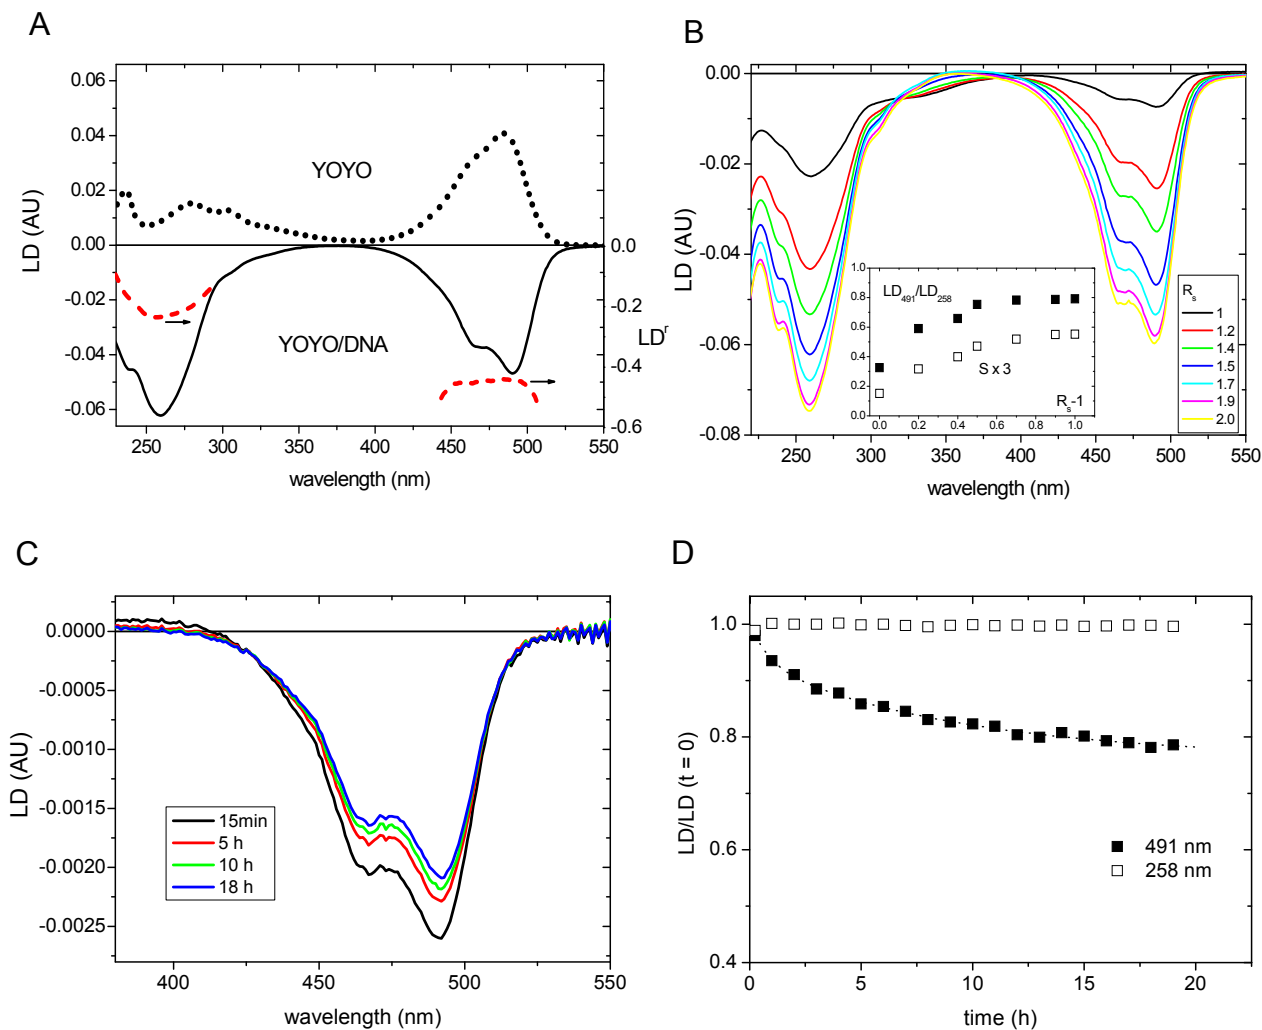 A
0.06
0.04
0.02
0.00
-0.02
-0.04
-0.06
LD (AU)
YOYO
YOYO/DNA
0.0
-0.2
-0.4
-0.6
LDr
250 300 350 400 450 500 550
wavelength (nm)
B
0.00
-0.02
-0.04
-0.06
-0.08
LD (AU)
LD491/LD258
1.0
0.8
0.6
0.4
0.2
0.0
S x 3
Rs-1
0.0 0.2 0.4 0.6 0.8 1.0
Rs
1
1.2
1.4
1.5
1.7
1.9
2.0
250 300 350 400 450 500 550
wavelength (nm)
C
0.0000
-0.0005
-0.0010
-0.0015
-0.0020
-0.0025
LD (AU)
15min
5 h
10 h
18 h
400 450 500 550
wavelength (nm)
D
1.0
0.8
0.6
0.4
LD/LD (t = 0)
491 nm
258 nm
0 5 10 15 20
time (h)